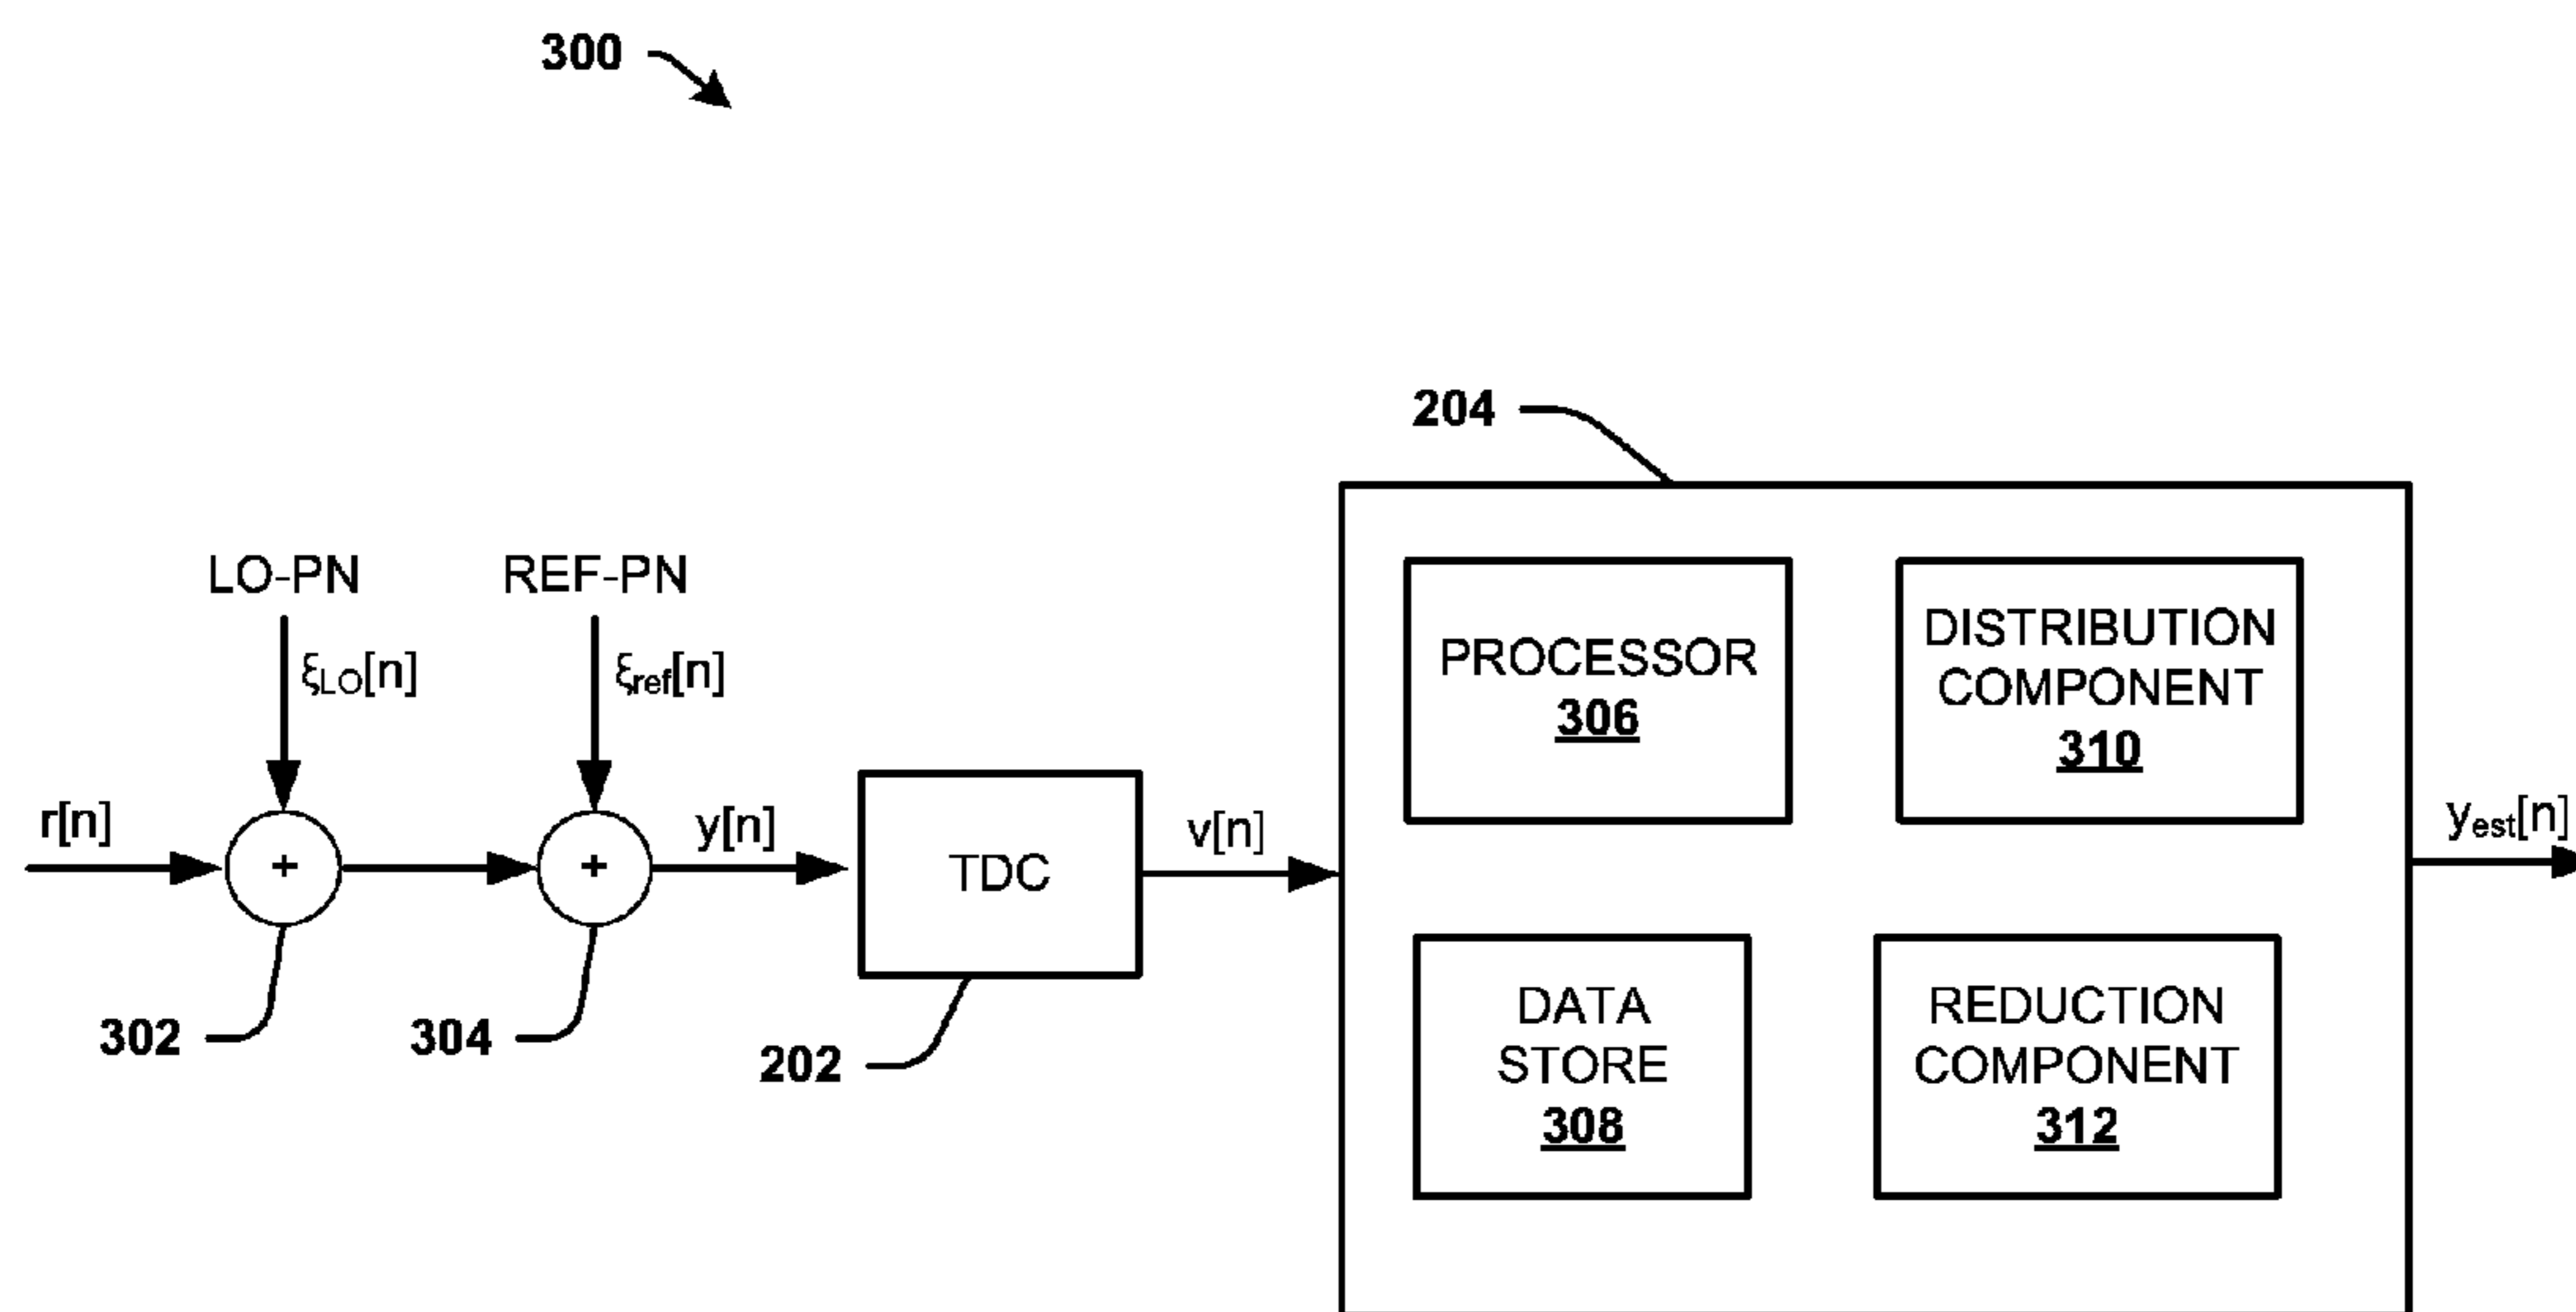 300
204
LO-PN
REF-PN
ξLO[n]
ξref[n]
r[n]
+
+
y[n]
TDC
v[n]
PROCESSOR
306
DISTRIBUTION
COMPONENT
310
yest[n]
302
304
202
DATA
STORE
308
REDUCTION
COMPONENT
312